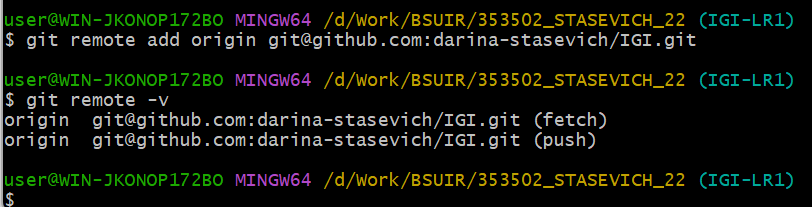 user@WIN-JKONOP172BO MINGW64 /d/Work/BSUIR/353502_STASEVICH_22 (IGI-LR1)
$ git remote add origin git@github.com:darina-stasevich/IGI.git
user@WIN-JKONOP172BO MINGW64 /d/Work/BSUIR/353502_STASEVICH_22 (IGI-LR1)
$ git remote -v
origin  git@github.com:darina-stasevich/IGI.git (fetch)
origin  git@github.com:darina-stasevich/IGI.git (push)
user@WIN-JKONOP172BO MINGW64 /d/Work/BSUIR/353502_STASEVICH_22 (IGI-LR1)
$